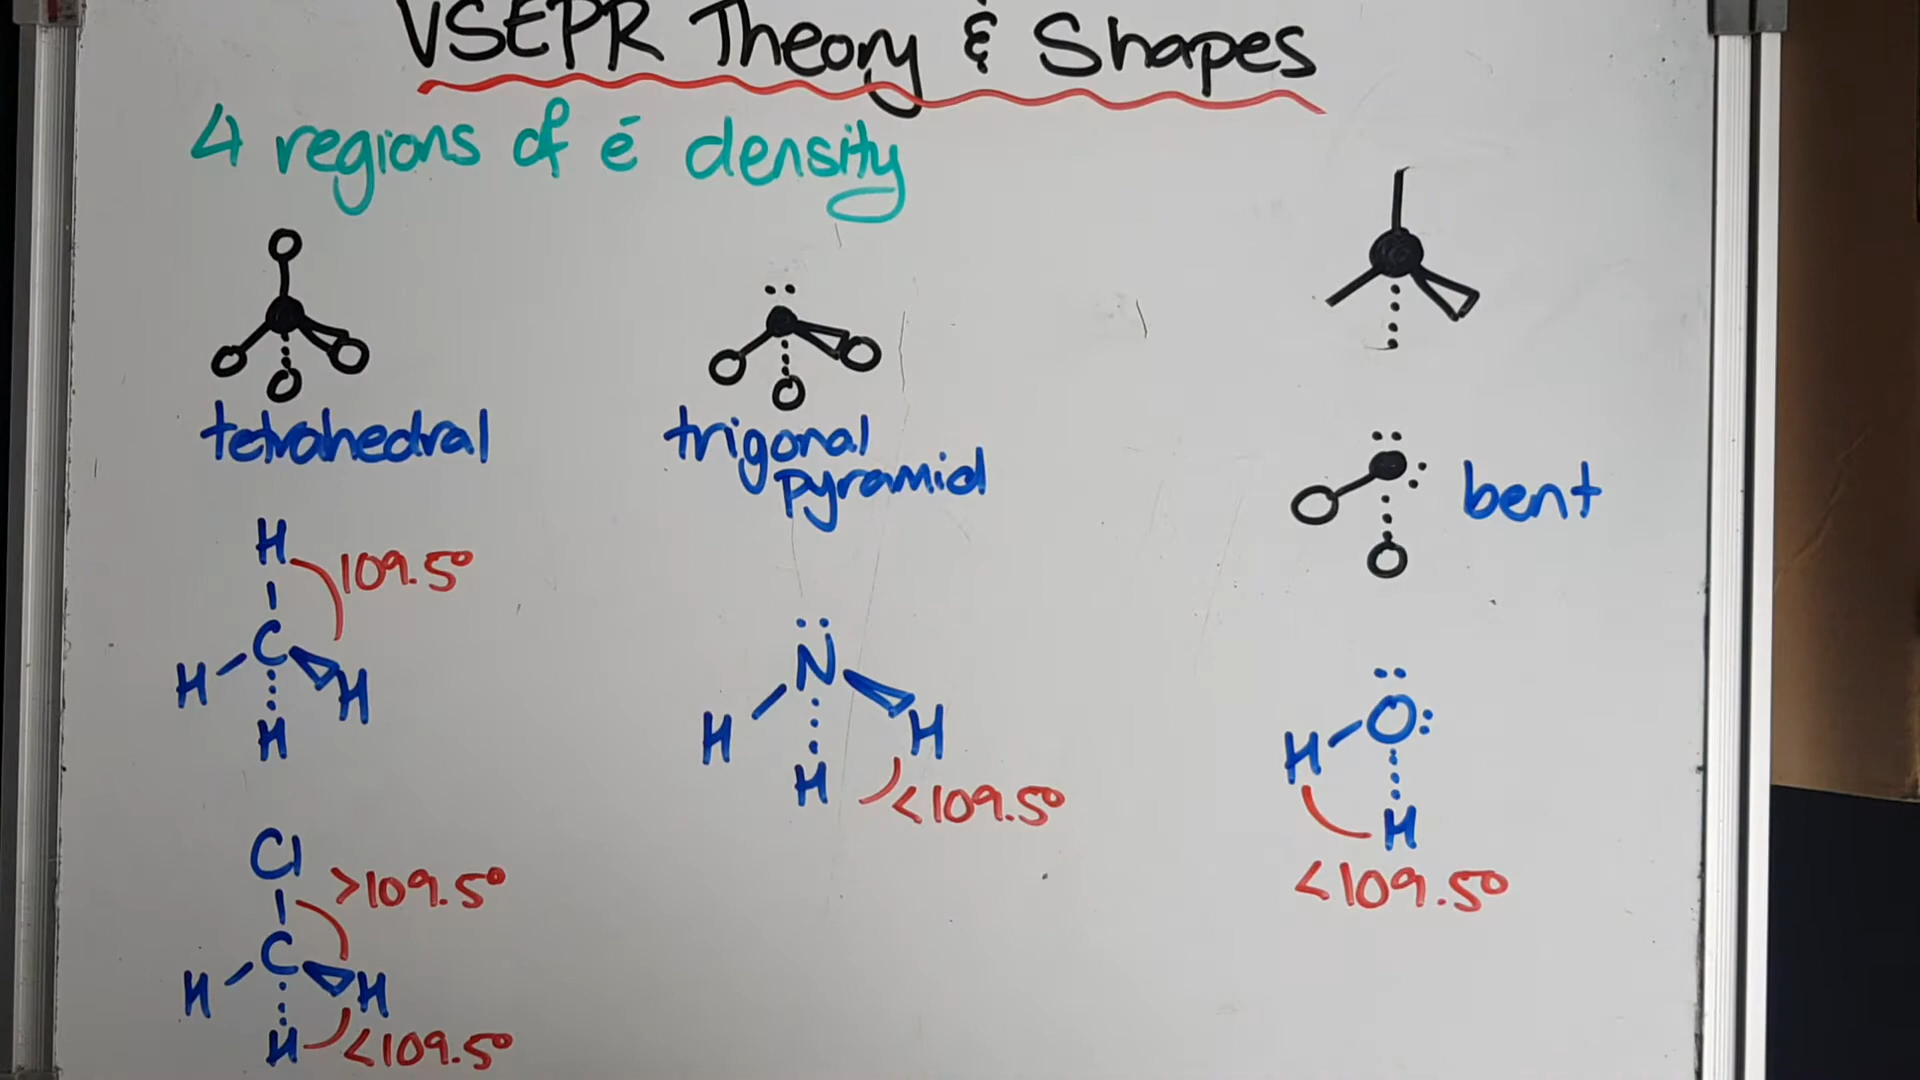 VSEPR Theory & Shapes
4 regions of ē density
tetrahedral
trigonal
pyramid
bent
H
109.5°
C
H
H
H
N
H
H
H
<109.5°
O
H
H
<109.5°
Cl
>109.5°
C
H
H
H
<109.5°